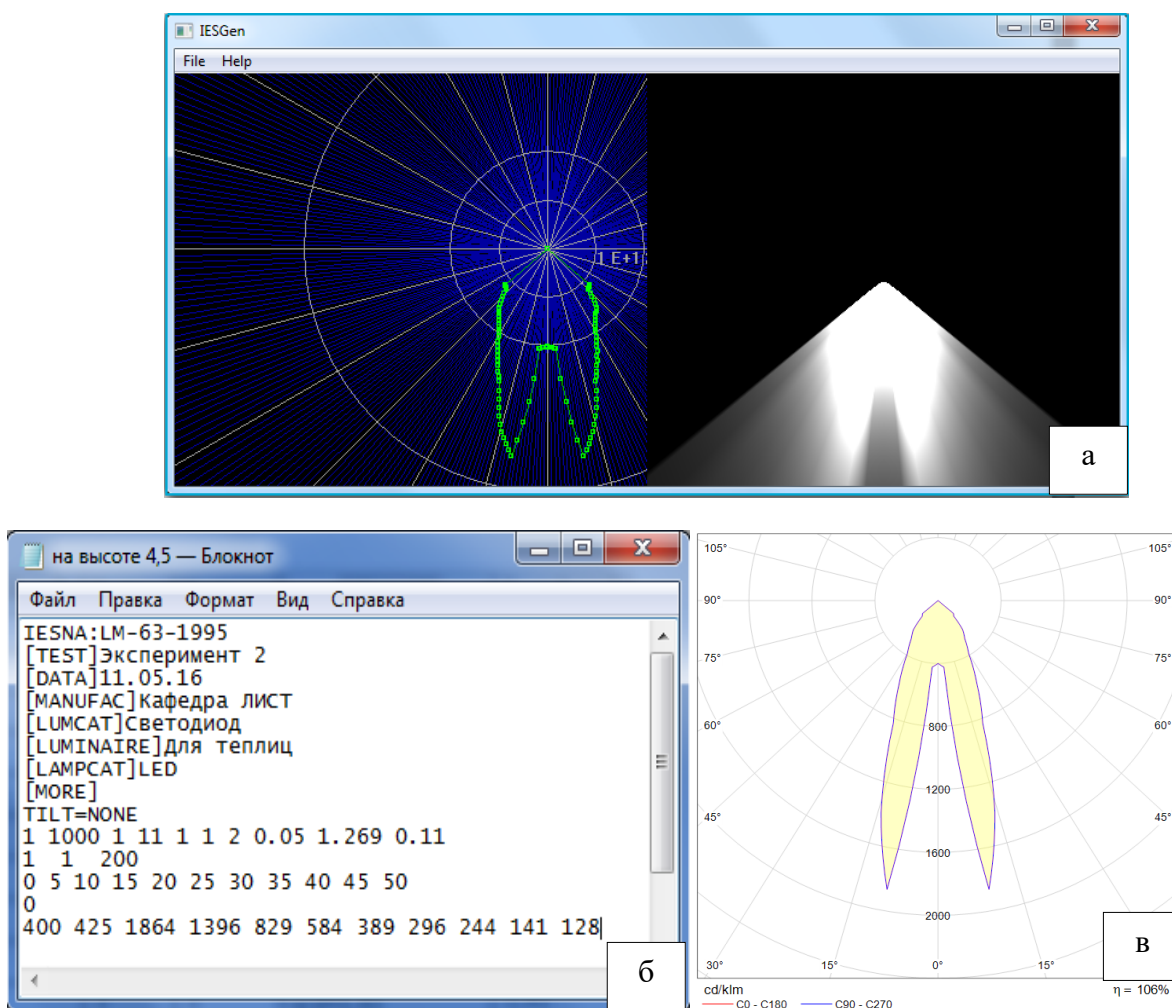 IESGen
File Help
1 E+1
а
на высоте 4,5 — Блокнот
Файл Правка Формат Вид Справка
IESNA:LM-63-1995
[TEST]Эксперимент 2
[DATA]11.05.16
[MANUFAC]Кафедра ЛИСТ
[LUMCAT]Светодиод
[LUMINAIRE]Для теплиц
[LAMPCAT]LED
[MORE]
TILT=NONE
1 1000 1 11 1 1 2 0.05 1.269 0.11
1 1 200
0 5 10 15 20 25 30 35 40 45 50
0
400 425 1864 1396 829 584 389 296 244 141 128
б
105° 105°
90° 90°
75° 75°
60° 800 60°
1200
45° 45°
1600
2000
в
30° 15° 0° 15°
cd/klm η = 106%
C0 - C180 C90 - C270